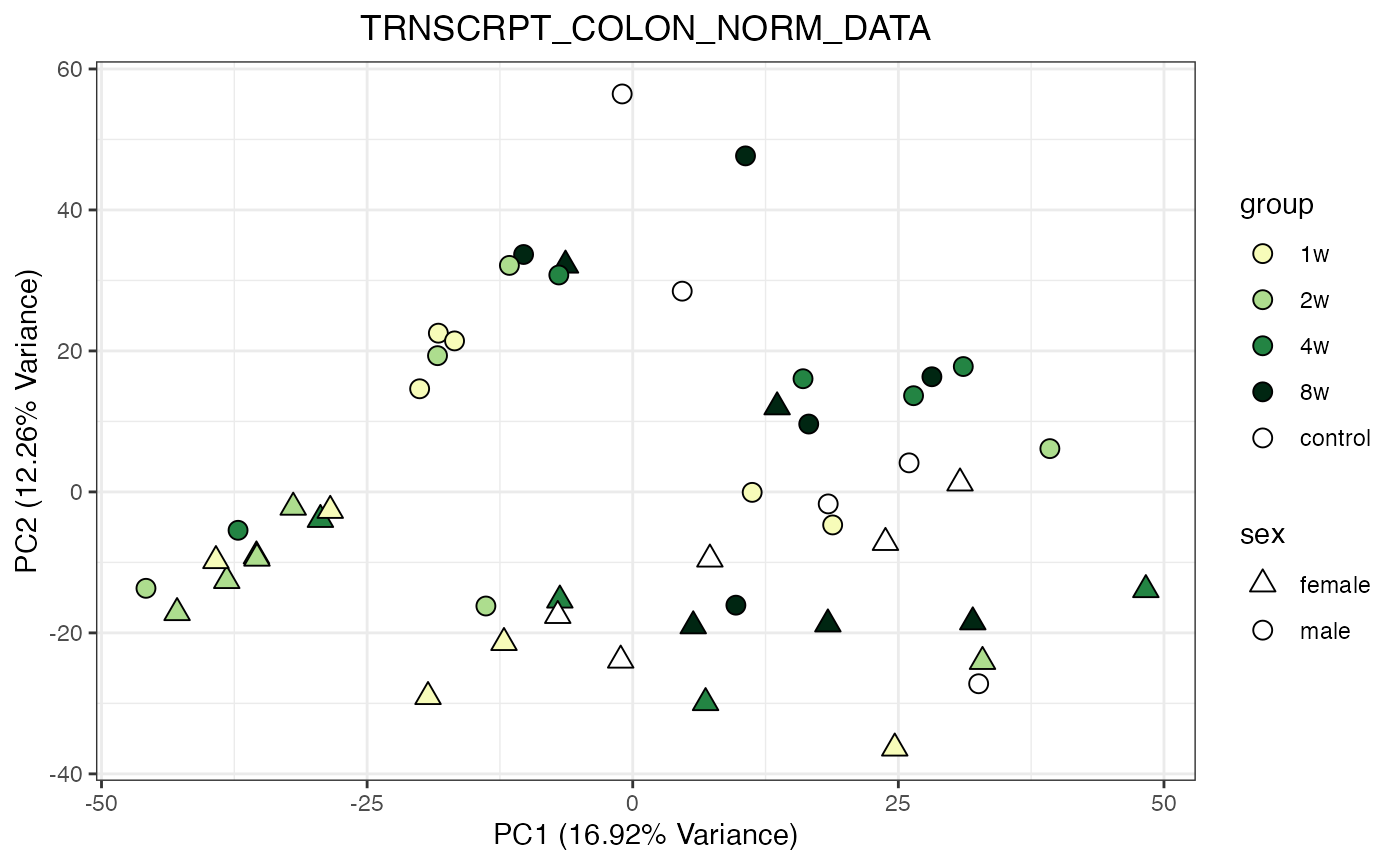 TRNSCRPT_COLON_NORM_DATA
PC2 (12.26% Variance)
60
40
20
0
-20
-40
-50
-25
0
25
50
PC1 (16.92% Variance)
group
1w
2w
4w
8w
control
sex
female
male